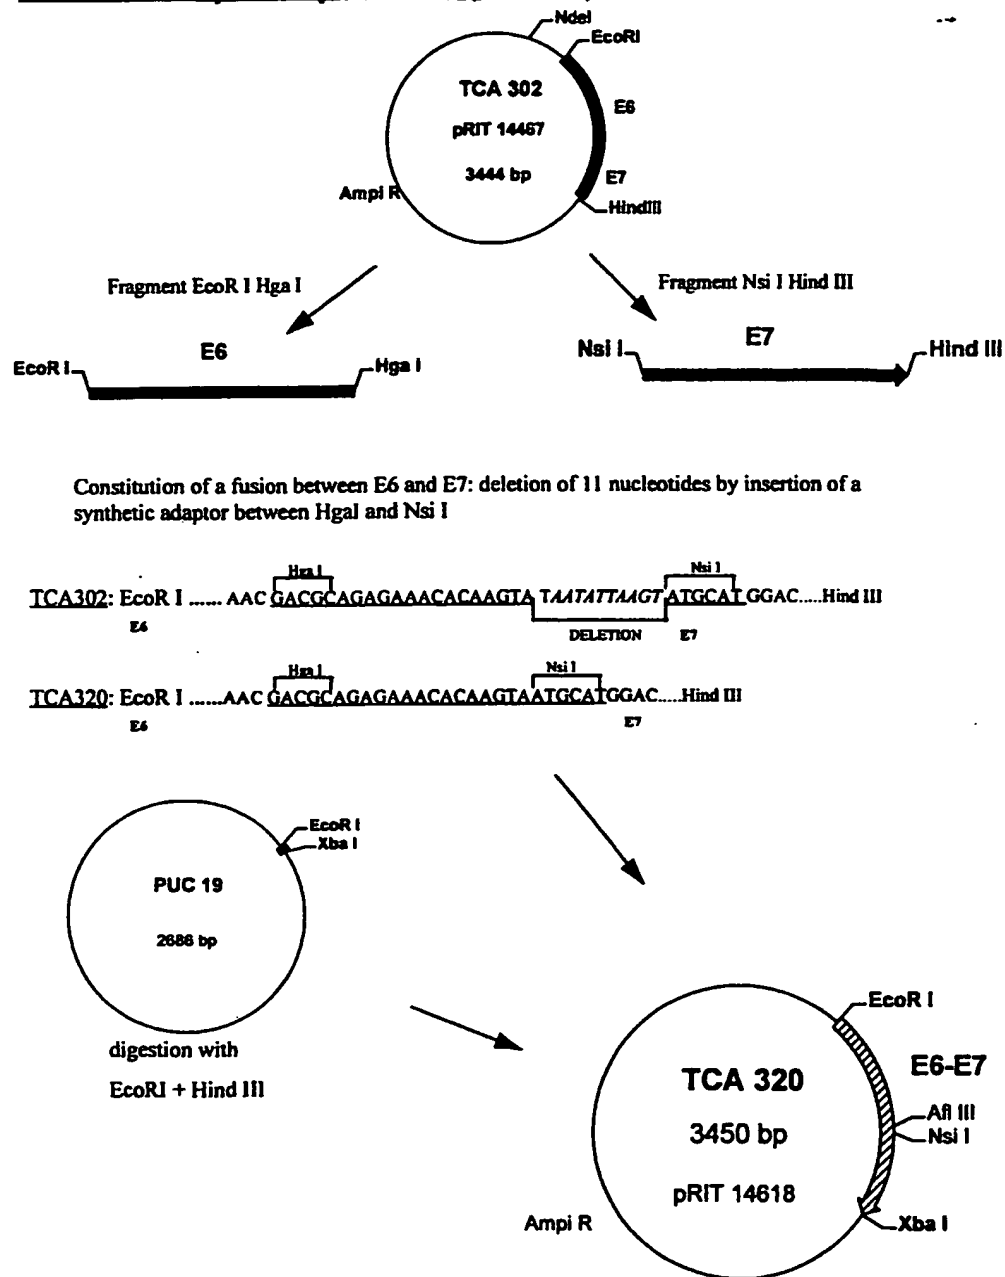 NdeI
EcoRI
TCA 302
pRIT 14467
3444 bp
E6
E7
HindIII
Ampi R
Fragment EcoR I Hga I
Fragment Nsi I Hind III
E6
EcoR I
Hga I
E7
Nsi I
Hind III
Constitution of a fusion between E6 and E7: deletion of 11 nucleotides by insertion of a
synthetic adaptor between HgaI and Nsi I
Hga I
Nsi I
TCA302: EcoR I ...... AAC GACGCAGAGAAACACAAGTA TAATATTAAGT ATGCAT GGAC.....Hind III
E6
DELETION
E7
Hga I
Nsi I
TCA320: EcoR I ......AAC GACGCAGAGAAACACAAGTAATGCATGGAC.....Hind III
E6
E7
EcoR I
Xba I
PUC 19
2686 bp
digestion with
EcoRI + Hind III
EcoR I
E6-E7
TCA 320
3450 bp
pRIT 14618
Afl III
Nsi I
Ampi R
Xba I